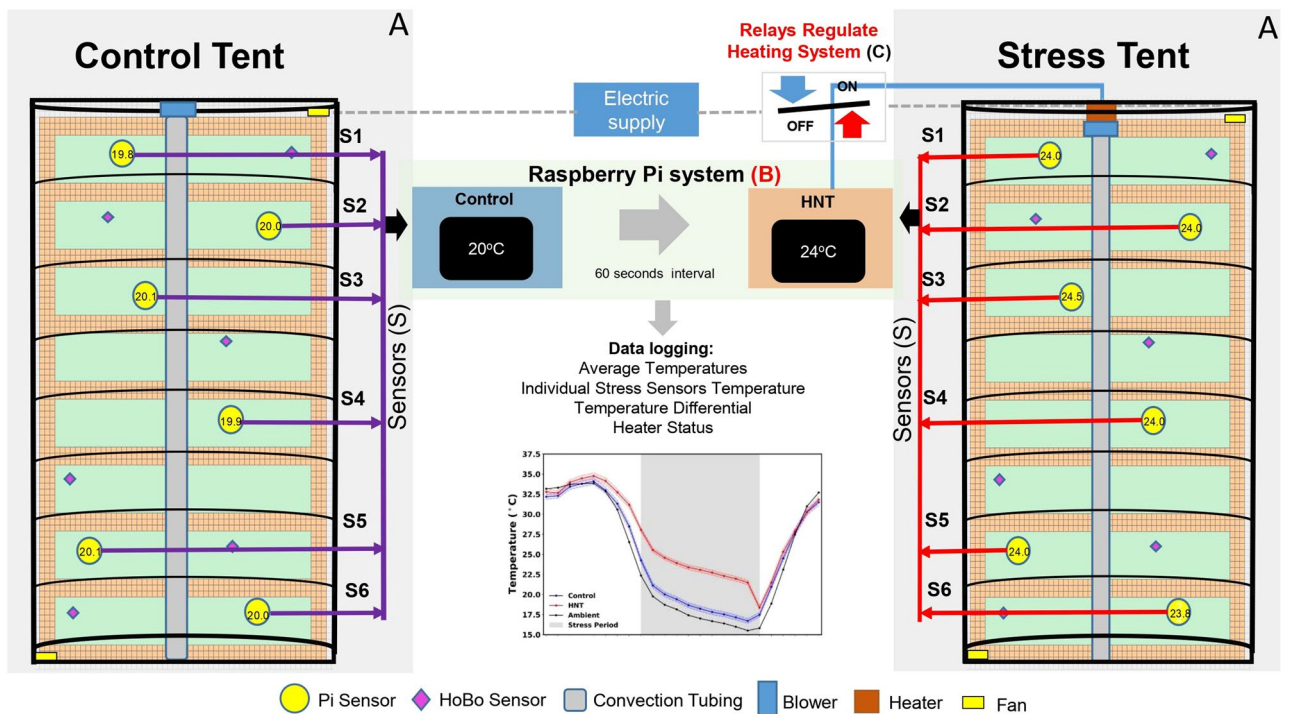 A
Control Tent
S1
19.8
S2
20.0
S3
20.1
S4
19.9
S5
20.1
S6
20.0
Sensors (S)
Relays Regulate
Heating System (C)
Electric
supply
ON
OFF
Raspberry Pi system (B)
Control
20°C
60 seconds interval
HNT
24°C
Data logging:
Average Temperatures
Individual Stress Sensors Temperature
Temperature Differential
Heater Status
Temperature (°C)
37.5
35.0
32.5
30.0
27.5
25.0
22.5
20.0
17.5
15.0
Control
HNT
Ambient
Stress Period
A
Stress Tent
S1
24.0
S2
24.0
S3
24.5
S4
24.0
S5
24.0
S6
23.8
Sensors (S)
Pi Sensor
HoBo Sensor
Convection Tubing
Blower
Heater
Fan